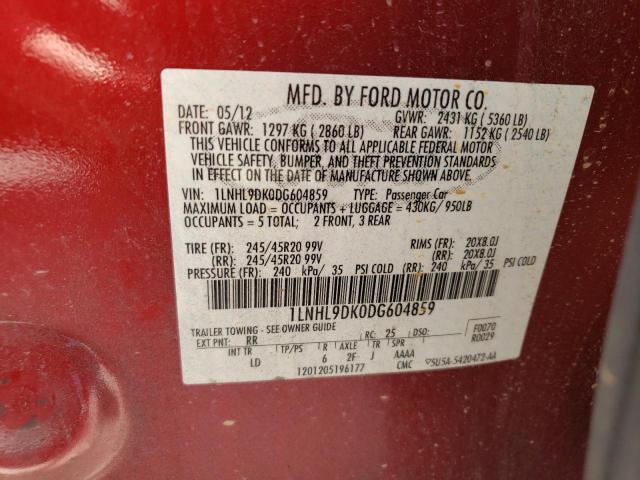 MFD. BY FORD MOTOR CO.
DATE: 05/12 GVWR: 2431 KG ( 5360 LB)
FRONT GAWR: 1297 KG ( 2860 LB) REAR GAWR: 1152 KG ( 2540 LB)
THIS VEHICLE CONFORMS TO ALL APPLICABLE FEDERAL MOTOR
VEHICLE SAFETY, BUMPER, AND THEFT PREVENTION STANDARDS
IN EFFECT ON THE DATE OF MANUFACTURE SHOWN ABOVE.
VIN: 1LNHL9DK0DG604859 TYPE: Passenger Car
MAXIMUM LOAD = OCCUPANTS + LUGGAGE = 430KG/ 950LB
OCCUPANTS = 5 TOTAL; 2 FRONT, 3 REAR
TIRE (FR): 245/45R20 99V RIMS (FR): 20X8.0J
(RR): 245/45R20 99V (RR): 20X8.0J
PRESSURE (FR): 240 kPa/ 35 PSI COLD (RR): 240 kPa/ 35 PSI COLD
1LNHL9DK0DG604859
TRAILER TOWING - SEE OWNER GUIDE
EXT PNT: RR RC: 25 DSO: F0070
R0029
INT TR TP/PS R AXLE TR SPR
LD 6 2F J AAAA
1201205196177 CMC 5U5A-5420472-AA